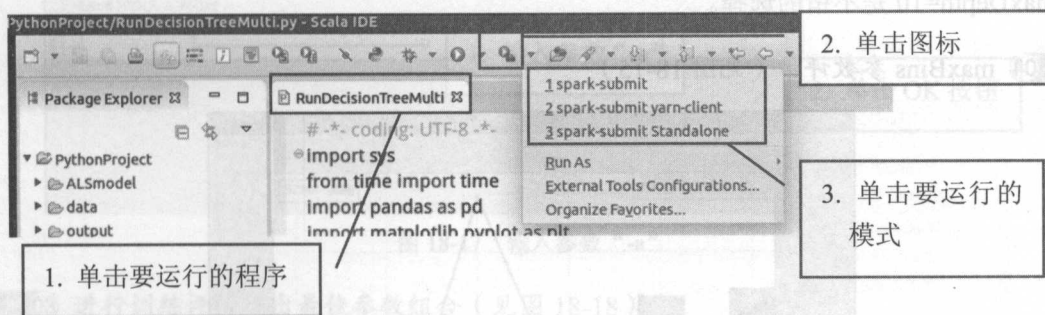 PythonProject/RunDecisionTreeMulti.py - Scala IDE
2. 单击图标
Package Explorer
RunDecisionTreeMulti
1 spark-submit
2 spark-submit yarn-client
3 spark-submit Standalone
# -*- coding: UTF-8 -*-
PythonProject
import sys
Run As
ALSmodel
from time import time
External Tools Configurations...
data
import pandas as pd
Organize Favorites...
output
import matplotlib.pyplot as plt
3. 单击要运行的
模式
1. 单击要运行的程序